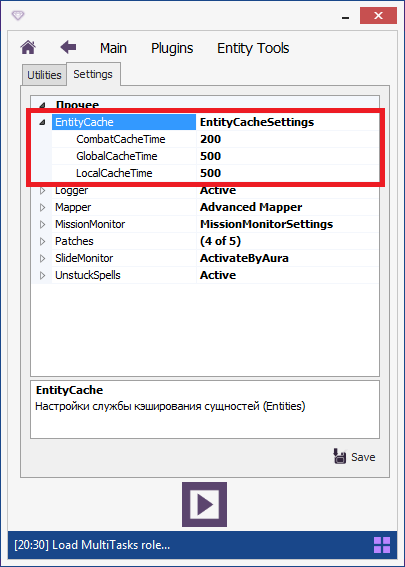 Main Plugins Entity Tools
Utilities Settings
Прочее
EntityCache EntityCacheSettings
CombatCacheTime 200
GlobalCacheTime 500
LocalCacheTime 500
Logger Active
Mapper Advanced Mapper
MissionMonitor MissionMonitorSettings
Patches (4 of 5)
SlideMonitor ActivateByAura
UnstuckSpells Active
EntityCache
Настройки службы кэширования сущностей (Entities)
Save
[20:30] Load MultiTasks role...